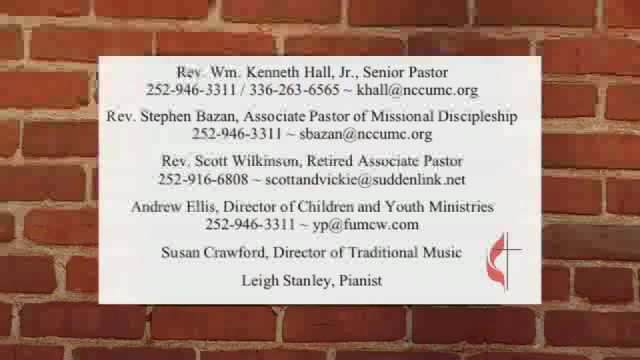 Rev. Wm. Kenneth Hall, Jr., Senior Pastor
252-946-3311 / 336-263-6565 ~ khall@nccumc.org
Rev. Stephen Bazan, Associate Pastor of Missional Discipleship
252-946-3311 ~ sbazan@nccumc.org
Rev. Scott Wilkinson, Retired Associate Pastor
252-916-6808 ~ scottandvickie@suddenlink.net
Andrew Ellis, Director of Children and Youth Ministries
252-946-3311 ~ yp@fumcw.com
Susan Crawford, Director of Traditional Music
Leigh Stanley, Pianist